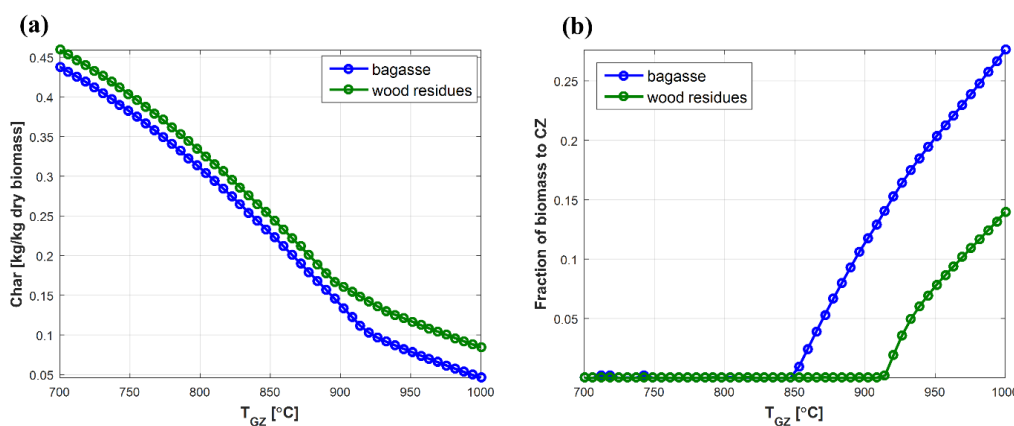 (a)
0.45
0.4
0.35
0.3
0.25
0.2
0.15
0.1
0.05
Char [kg/kg dry biomass]
bagasse
wood residues
700 750 800 850 900 950 1000
T_GZ [°C]
(b)
0.25
0.2
0.15
0.1
0.05
Fraction of biomass to CZ
bagasse
wood residues
700 750 800 850 900 950 1000
T_GZ [°C]